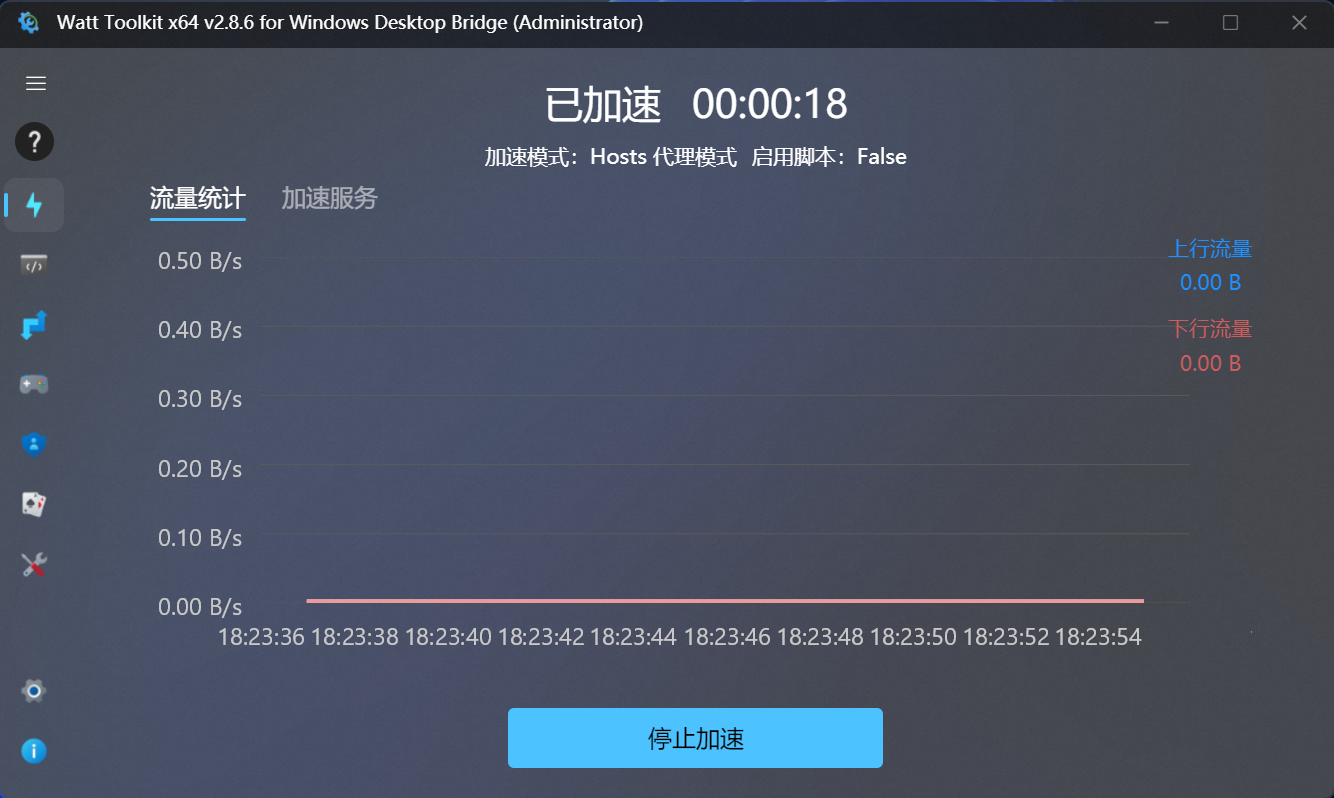 Watt Toolkit x64 v2.8.6 for Windows Desktop Bridge (Administrator)
已加速 00:00:18
加速模式：Hosts 代理模式 启用脚本：False
流量统计 加速服务
上行流量
0.50 B/s
0.00 B
0.40 B/s
下行流量
0.00 B
0.30 B/s
0.20 B/s
0.10 B/s
0.00 B/s
18:23:36 18:23:38 18:23:40 18:23:42 18:23:44 18:23:46 18:23:48 18:23:50 18:23:52 18:23:54
停止加速